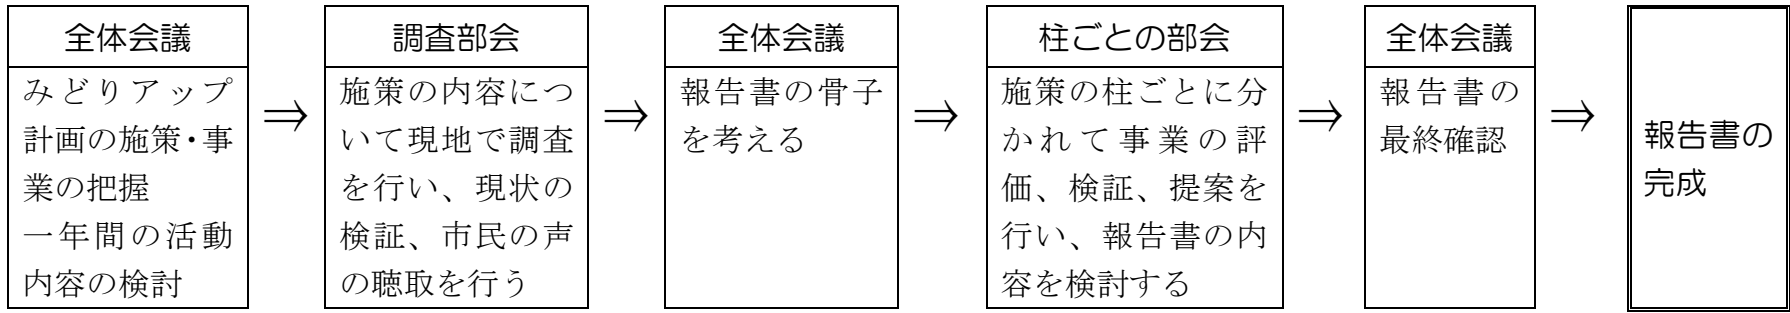 全体会議
みどりアップ
計画の施策・事
業の把握
一年間の活動
内容の検討
⇒
調査部会
施策の内容につ
いて現地で調査
を行い、現状の
検証、市民の声
の聴取を行う
⇒
全体会議
報告書の骨子
を考える
⇒
柱ごとの部会
施策の柱ごとに分
かれて事業の評
価、検証、提案を
行い、報告書の内
容を検討する
⇒
全体会議
報告書の
最終確認
⇒
報告書の
完成